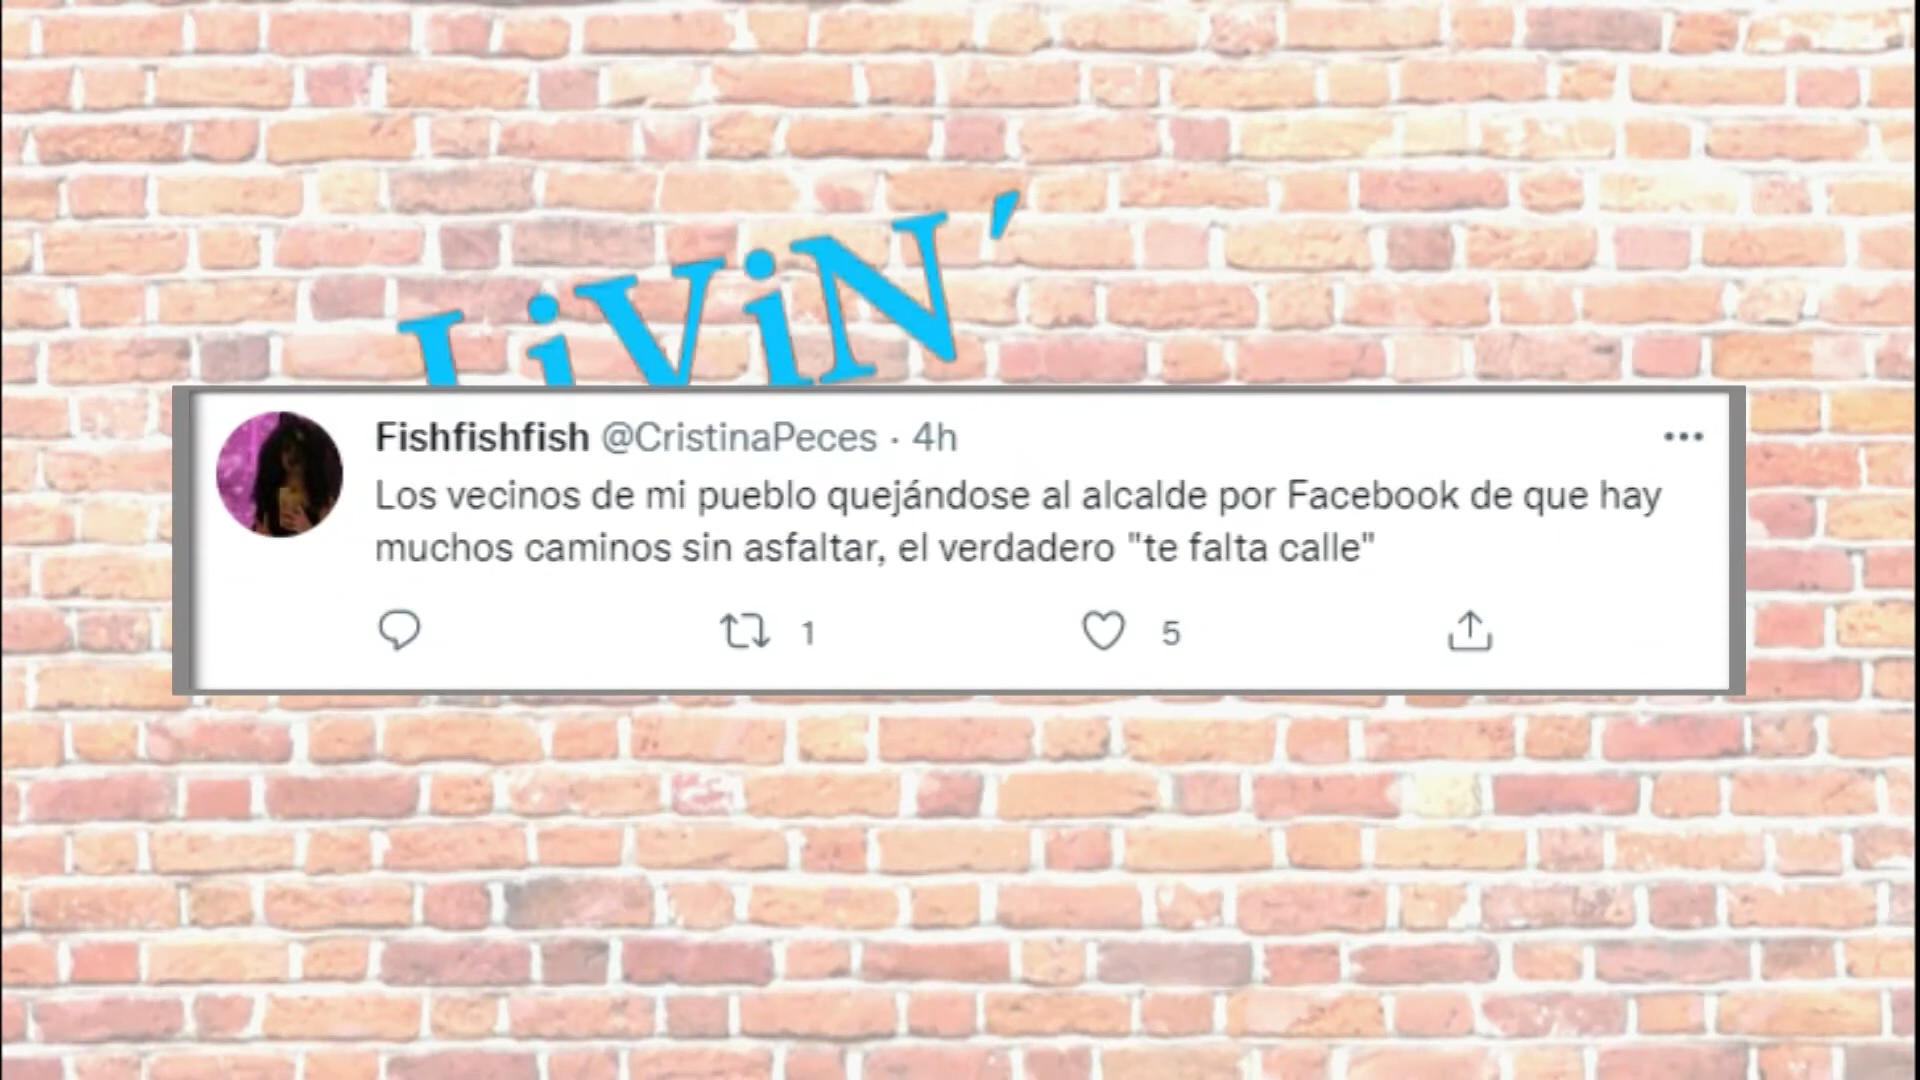 LiViN´
Fishfishfish @CristinaPeces · 4h
Los vecinos de mi pueblo quejándose al alcalde por Facebook de que hay
muchos caminos sin asfaltar, el verdadero "te falta calle"
1
5